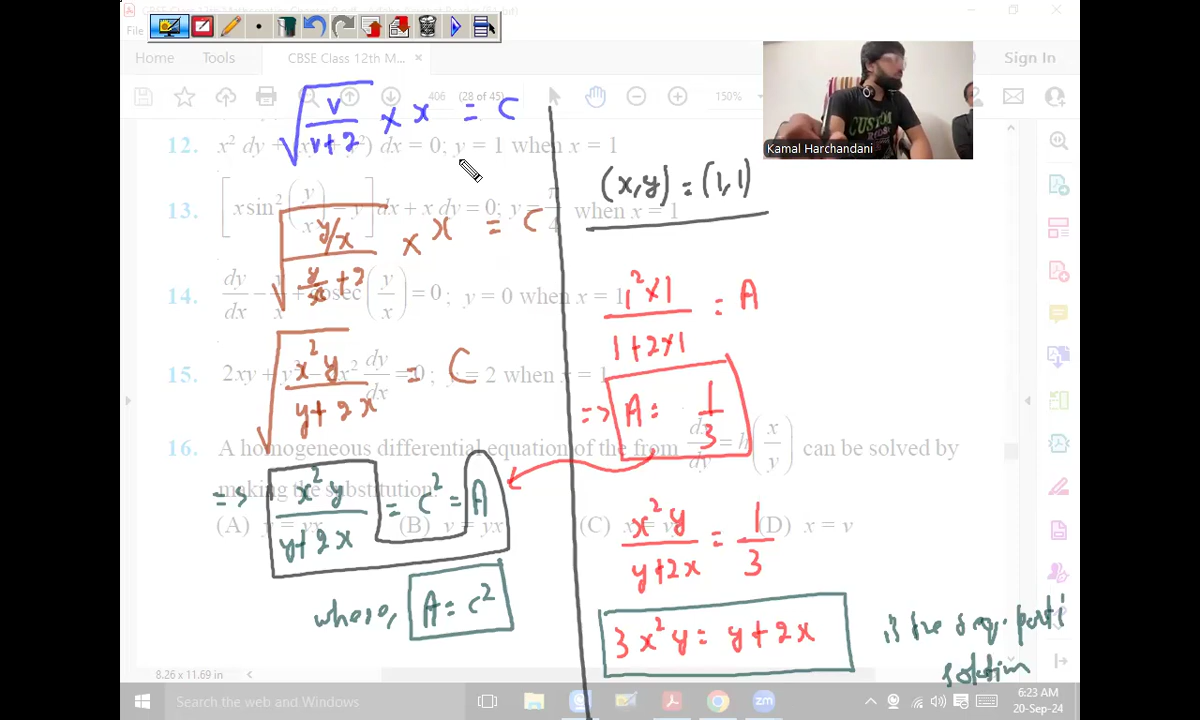 File
Home Tools CBSE Class 12th M... × Sign In
406 (28 of 45) 150%
√(v/(v+2)) × x = C
12. x² dy + (xy + y²) dx = 0; y = 1 when x = 1
(x,y) = (1,1)
13. [x sin² (y/x) − y] dx + x dy = 0; y = π/4 when x = 1
√((y/x)/(y/x + 2)) × x = C
14. dy/dx − y/x + cosec (y/x) = 0; y = 0 when x = 1
1²×1/(1+2×1) = A
√(x²y/(y+2x)) = C
15. 2xy + y² − 2x² dy/dx = 0; y = 2 when x = 1
=> A = 1/3
16. A homogeneous differential equation of the from dx/dy = h(x/y) can be solved by
making the substitution.
(A) y = vx (B) v = yx (C) x = vy (D) x = v
=> x²y/(y+2x) = C² = A
where, A = C²
x²y/(y+2x) = 1/3
3x²y = y+2x is the
solution
8.26 x 11.69 in
Kamal Harchandani
CUSTOM
Search the web and Windows
zm
6:23 AM
20-Sep-24